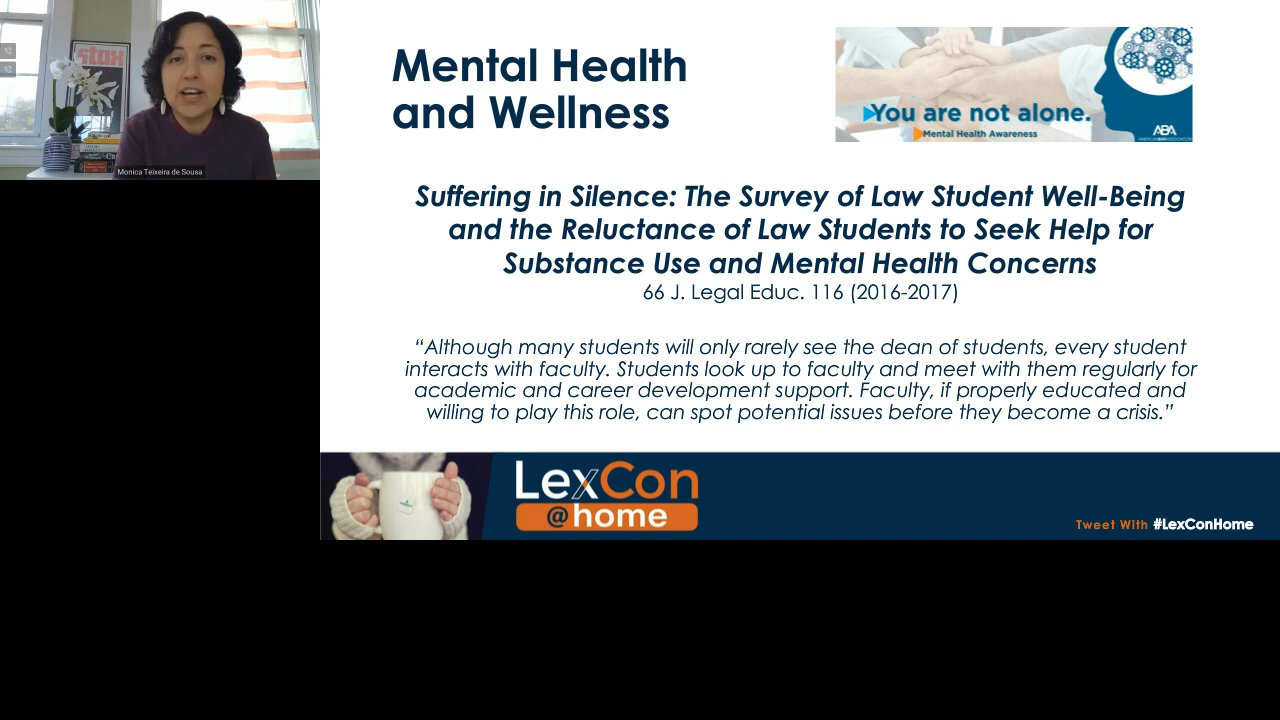 stax
Monica Teixeira de Sousa
Mental Health
and Wellness
You are not alone.
Mental Health Awareness
ABA
Suffering in Silence: The Survey of Law Student Well-Being
and the Reluctance of Law Students to Seek Help for
Substance Use and Mental Health Concerns
66 J. Legal Educ. 116 (2016-2017)
“Although many students will only rarely see the dean of students, every student
interacts with faculty. Students look up to faculty and meet with them regularly for
academic and career development support. Faculty, if properly educated and
willing to play this role, can spot potential issues before they become a crisis.”
LexCon
@home
Tweet With #LexConHome